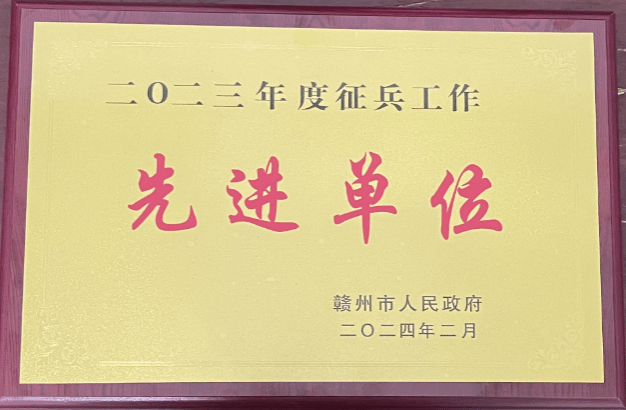 二〇二三年度征兵工作
先进单位
赣州市人民政府
二〇二四年二月